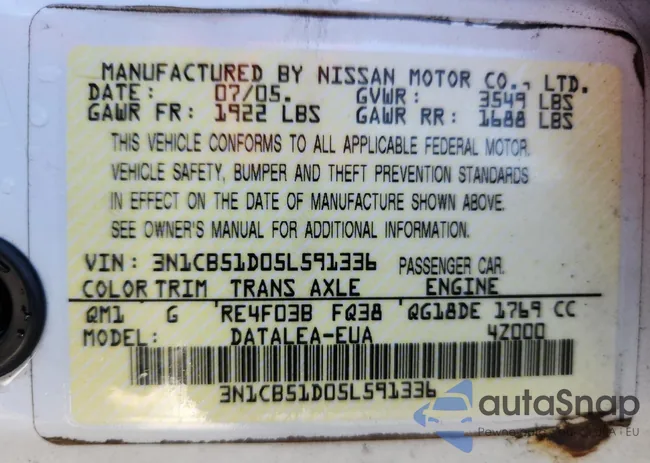 MANUFACTURED BY NISSAN MOTOR CO., LTD.
DATE: 07/05. GVWR: 3549 LBS
GAWR FR: 1922 LBS GAWR RR: 1688 LBS
THIS VEHICLE CONFORMS TO ALL APPLICABLE FEDERAL MOTOR
VEHICLE SAFETY, BUMPER AND THEFT PREVENTION STANDARDS
IN EFFECT ON THE DATE OF MANUFACTURE SHOWN ABOVE.
SEE OWNER'S MANUAL FOR ADDITIONAL INFORMATION.
VIN: 3N1CB51D05L591336 PASSENGER CAR.
COLOR TRIM TRANS AXLE ENGINE
QM1 G RE4F03B FQ38 QG18DE 1769 CC
MODEL: DATALEA-EUA 4Z000
3N1CB51D05L591336
autoSnap